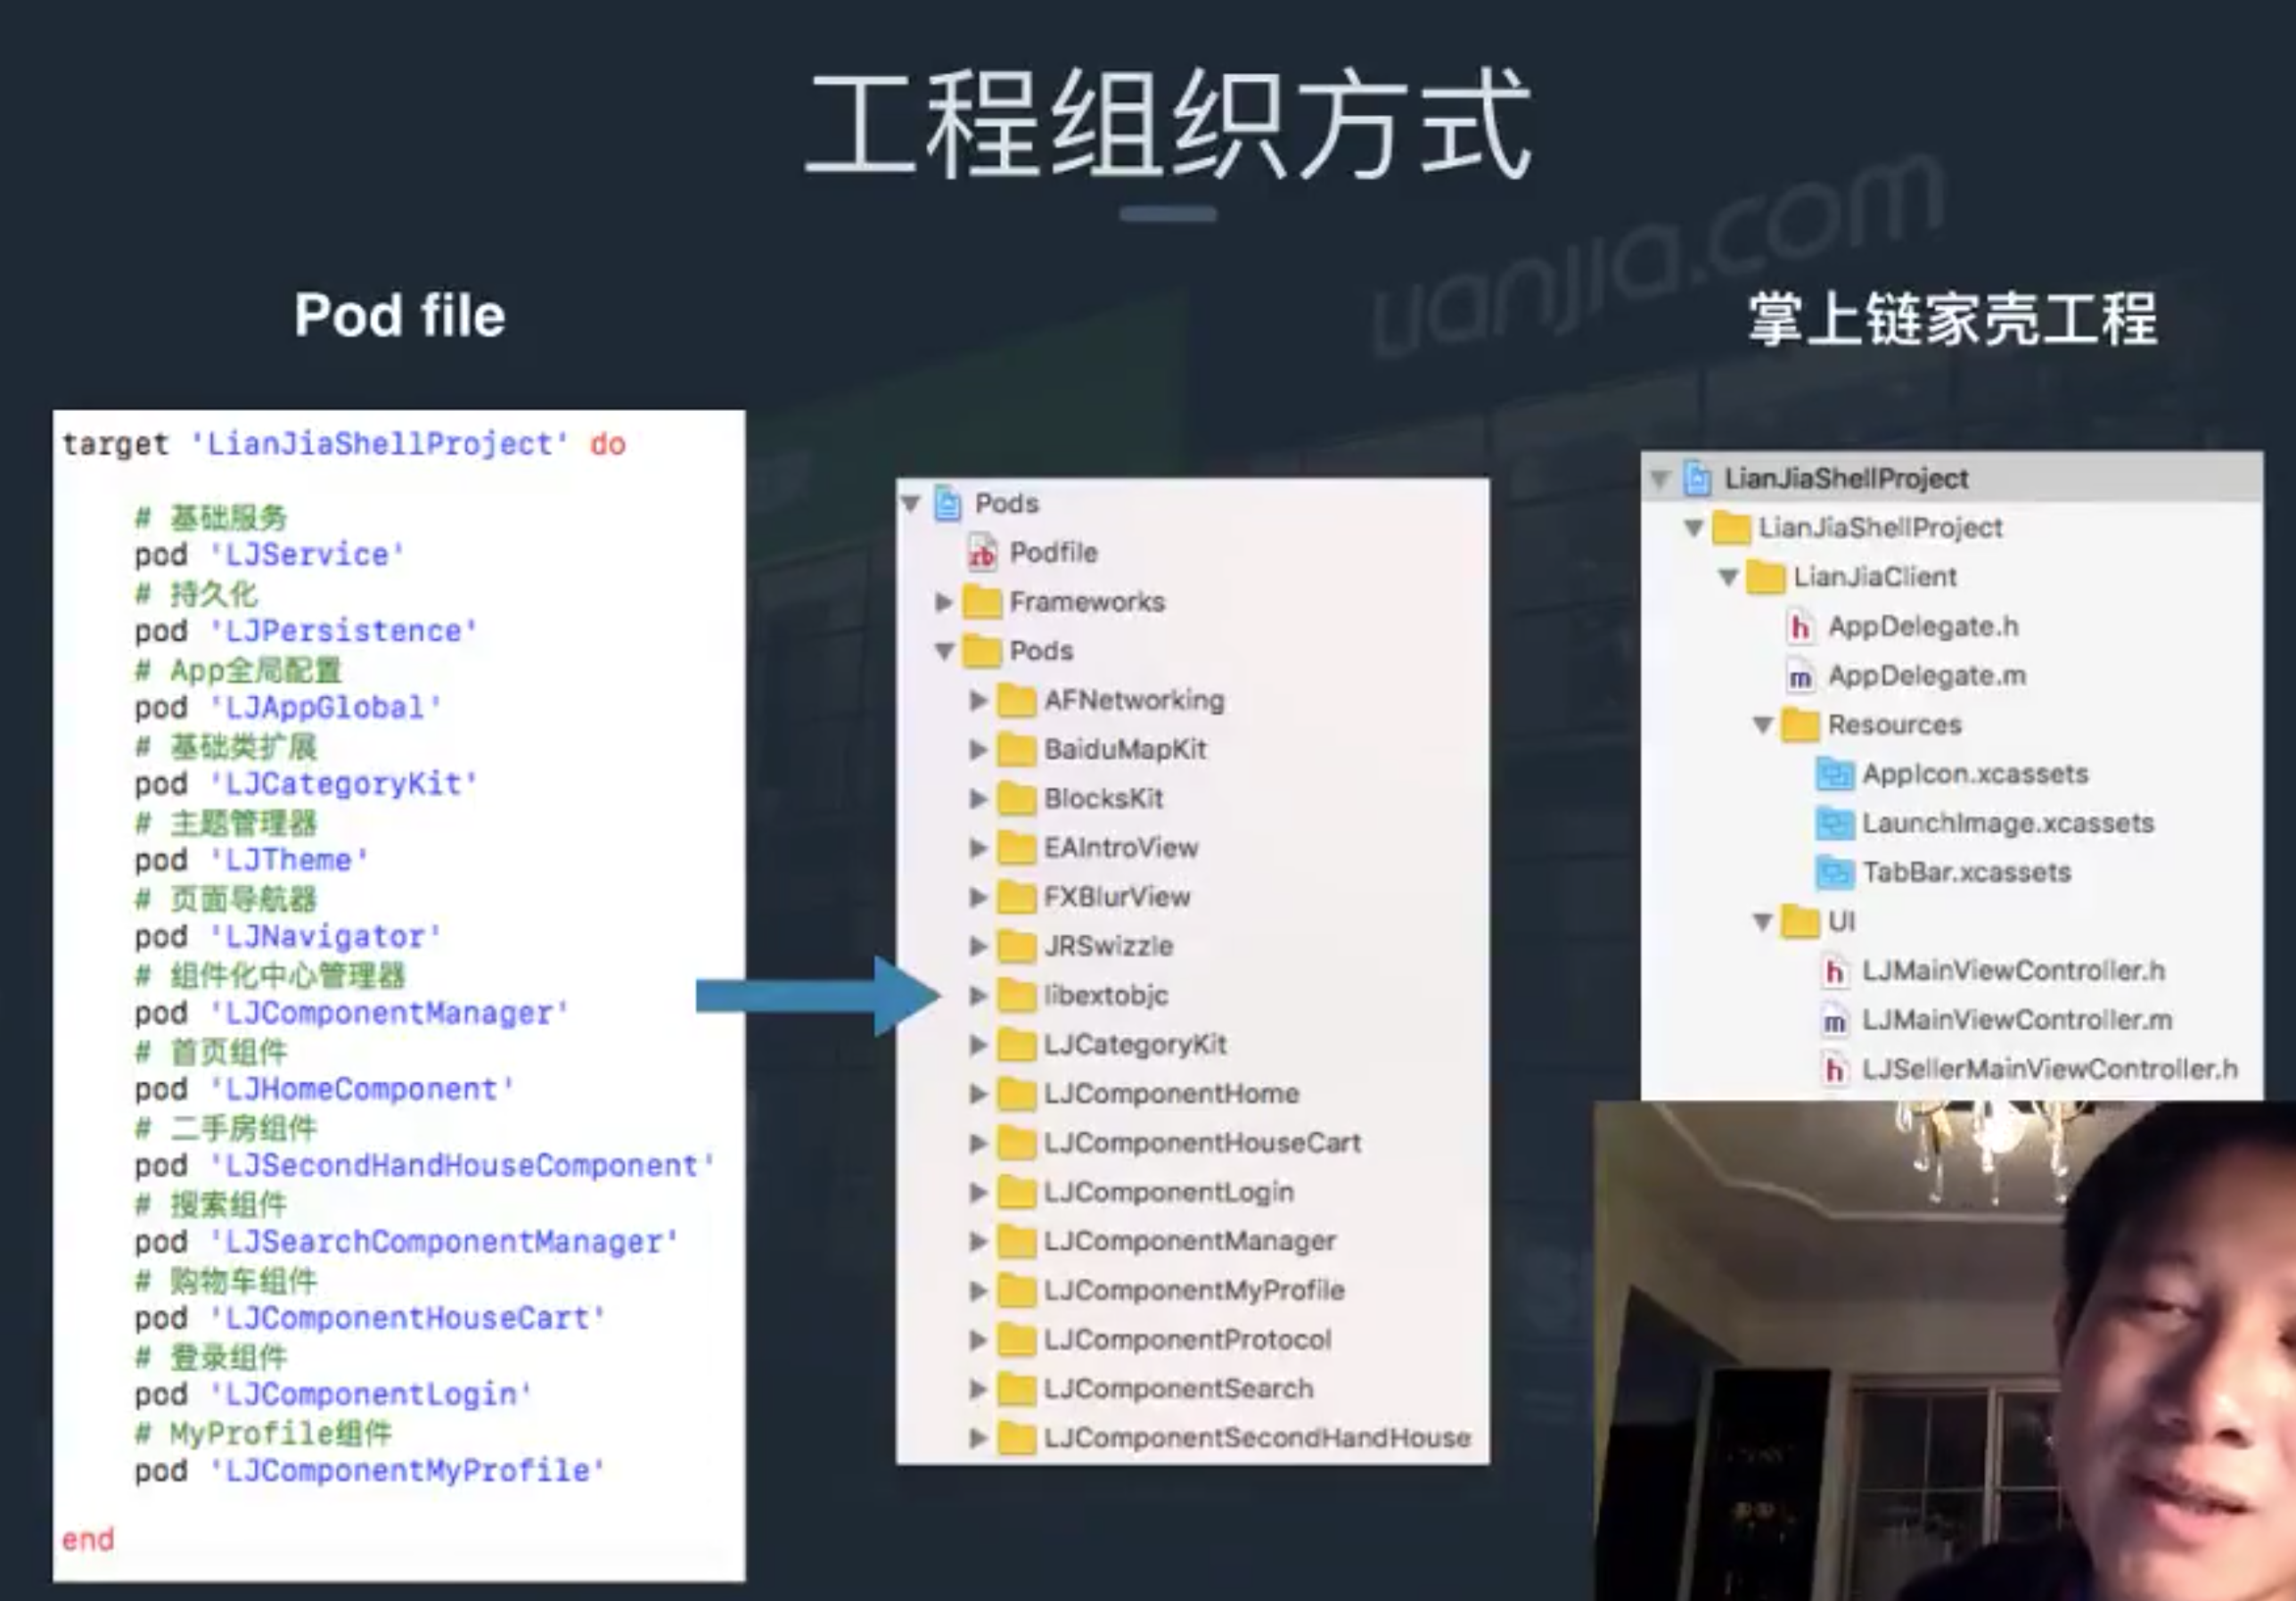 工程组织方式
lianjia.com
Pod file
target 'LianJiaShellProject' do
# 基础服务
pod 'LJService'
# 持久化
pod 'LJPersistence'
# App全局配置
pod 'LJAppGlobal'
# 基础类扩展
pod 'LJCategoryKit'
# 主题管理器
pod 'LJTheme'
# 页面导航器
pod 'LJNavigator'
# 组件化中心管理器
pod 'LJComponentManager'
# 首页组件
pod 'LJHomeComponent'
# 二手房组件
pod 'LJSecondHandHouseComponent'
# 搜索组件
pod 'LJSearchComponentManager'
# 购物车组件
pod 'LJComponentHouseCart'
# 登录组件
pod 'LJComponentLogin'
# MyProfile组件
pod 'LJComponentMyProfile'
end
Pods
rb Podfile
Frameworks
Pods
AFNetworking
BaiduMapKit
BlocksKit
EAIntroView
FXBlurView
JRSwizzle
libextobjc
LJCategoryKit
LJComponentHome
LJComponentHouseCart
LJComponentLogin
LJComponentManager
LJComponentMyProfile
LJComponentProtocol
LJComponentSearch
LJComponentSecondHandHouse
掌上链家壳工程
LianJiaShellProject
LianJiaShellProject
LianJiaClient
h AppDelegate.h
m AppDelegate.m
Resources
AppIcon.xcassets
LaunchImage.xcassets
TabBar.xcassets
UI
h LJMainViewController.h
m LJMainViewController.m
h LJSellerMainViewController.h